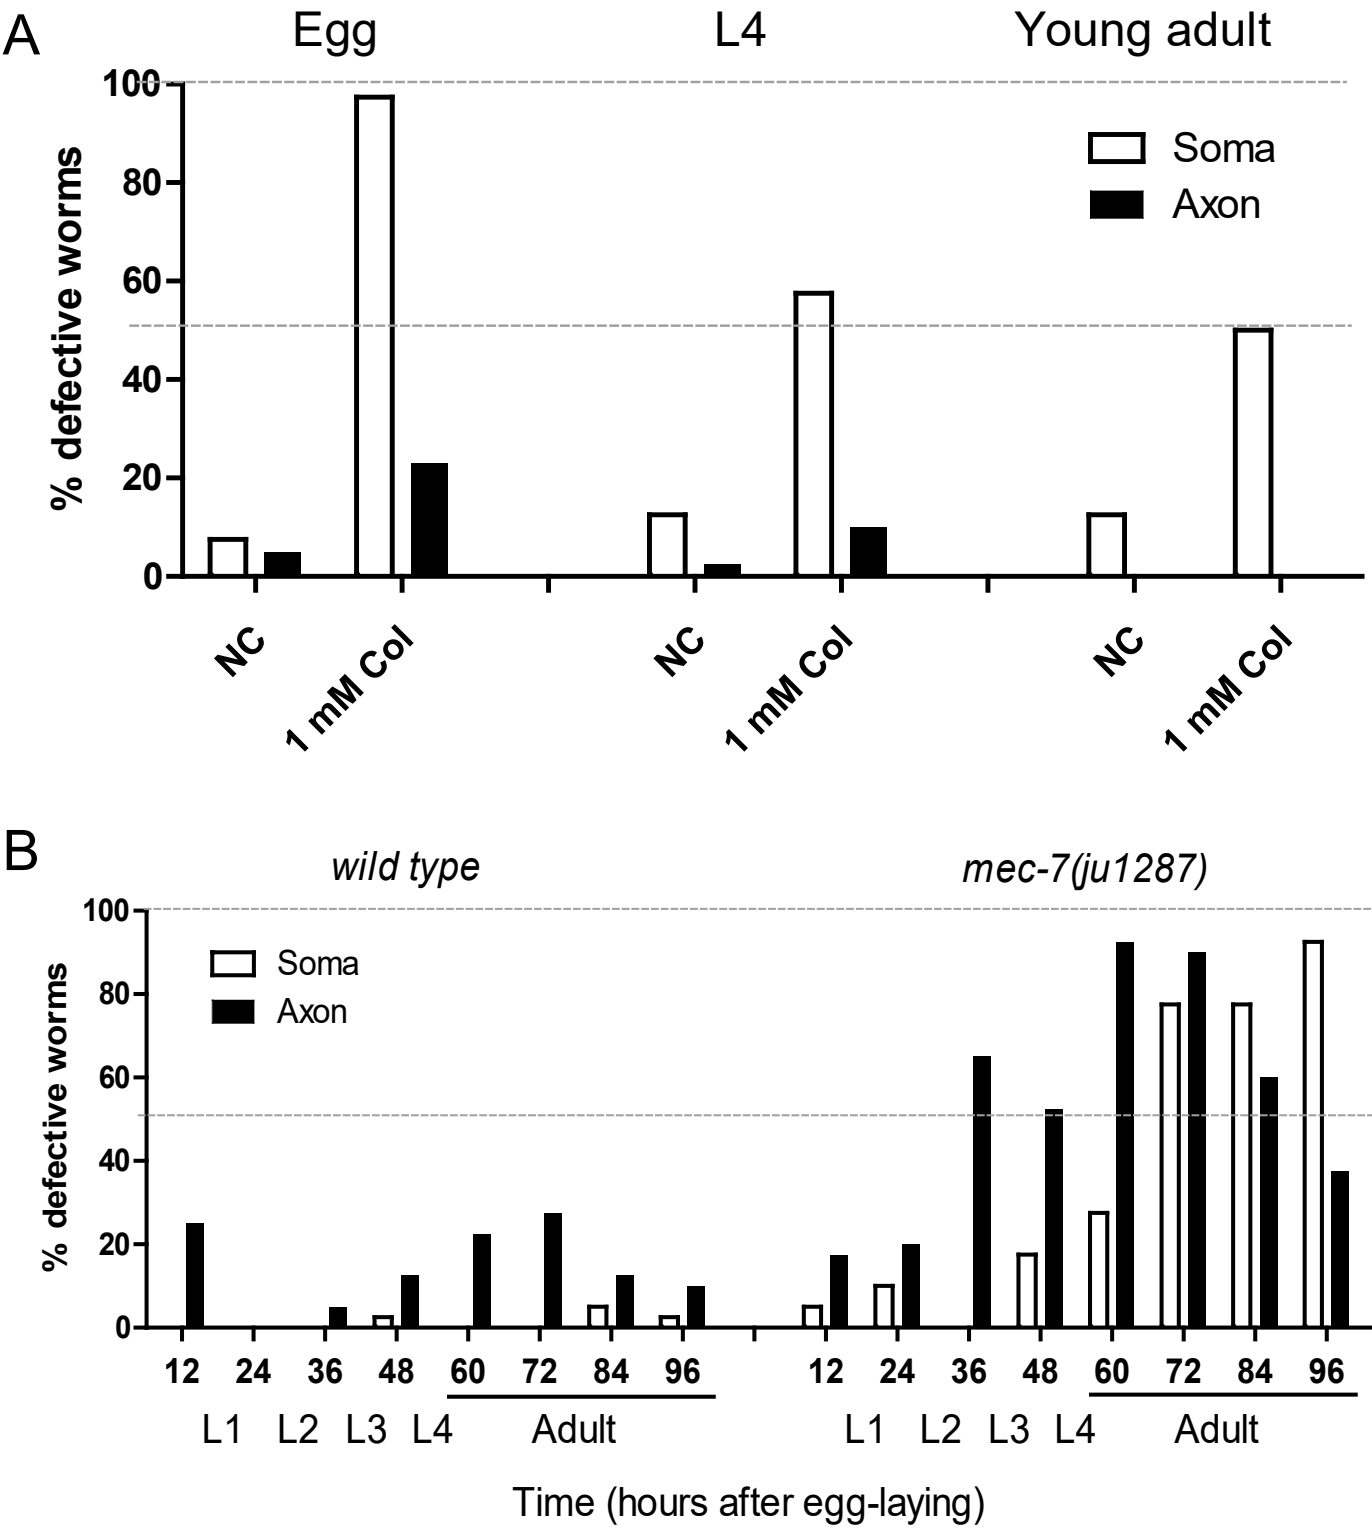 A
Egg L4 Young adult
100
80
60
40
20
0
% defective worms
Soma
Axon
NC 1 mM Col NC 1 mM Col NC 1 mM Col
B
wild type mec-7(ju1287)
100
80
60
40
20
0
% defective worms
Soma
Axon
12 24 36 48 60 72 84 96 12 24 36 48 60 72 84 96
L1 L2 L3 L4 Adult L1 L2 L3 L4 Adult
Time (hours after egg-laying)